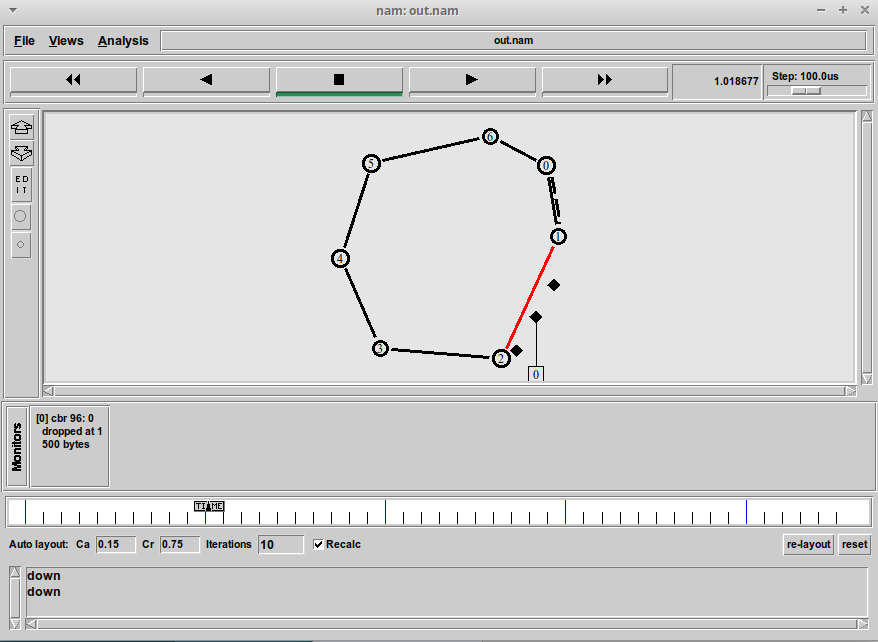 nam: out.nam
File Views Analysis out.nam
1.018677 Step: 100.0us
ED
IT
6
5
0
1
4
3
2
0
Monitors
[0] cbr 96: 0
dropped at 1
500 bytes
TIME
Auto layout: Ca 0.15 Cr 0.75 Iterations 10 Recalc re-layout reset
down
down